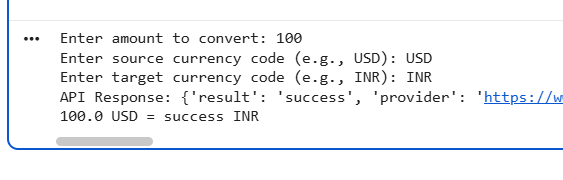 Enter amount to convert: 100
Enter source currency code (e.g., USD): USD
Enter target currency code (e.g., INR): INR
API Response: {'result': 'success', 'provider': 'https://w
100.0 USD = success INR